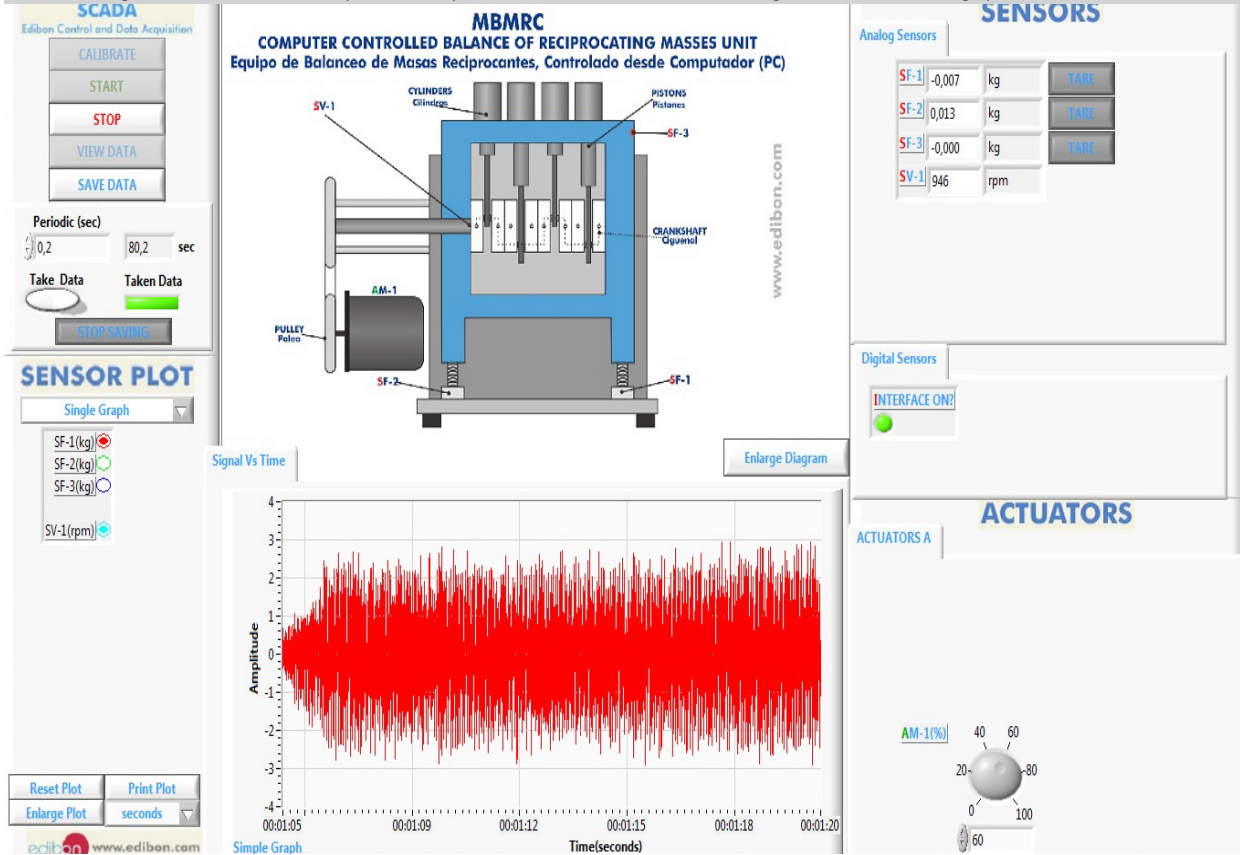 SCADA
Edibon Control and Data Acquisition
CALIBRATE
START
STOP
VIEW DATA
SAVE DATA
Periodic (sec)
0,2
80,2 sec
Take Data
Taken Data
STOP SAVING
SENSOR PLOT
Single Graph
SF-1(kg)
SF-2(kg)
SF-3(kg)
SV-1(rpm)
Reset Plot
Print Plot
Enlarge Plot
seconds
edibon www.edibon.com
MBMRC
COMPUTER CONTROLLED BALANCE OF RECIPROCATING MASSES UNIT
Equipo de Balanceo de Masas Reciprocantes, Controlado desde Computador (PC)
CYLINDERS
Cilindros
PISTONS
Pistones
SV-1
SF-3
CRANKSHAFT
Ciguenal
AM-1
PULLEY
Polea
SF-2
SF-1
www.edibon.com
Enlarge Diagram
Signal Vs Time
Amplitude
4
3
2
1
0
-1
-2
-3
-4
00:01:05 00:01:09 00:01:12 00:01:15 00:01:18 00:01:20
Time(seconds)
Simple Graph
SENSORS
Analog Sensors
SF-1 -0,007 kg TARE
SF-2 0,013 kg TARE
SF-3 -0,000 kg TARE
SV-1 946 rpm
Digital Sensors
INTERFACE ON?
ACTUATORS
ACTUATORS A
AM-1(%)
0 20 40 60 80 100
60